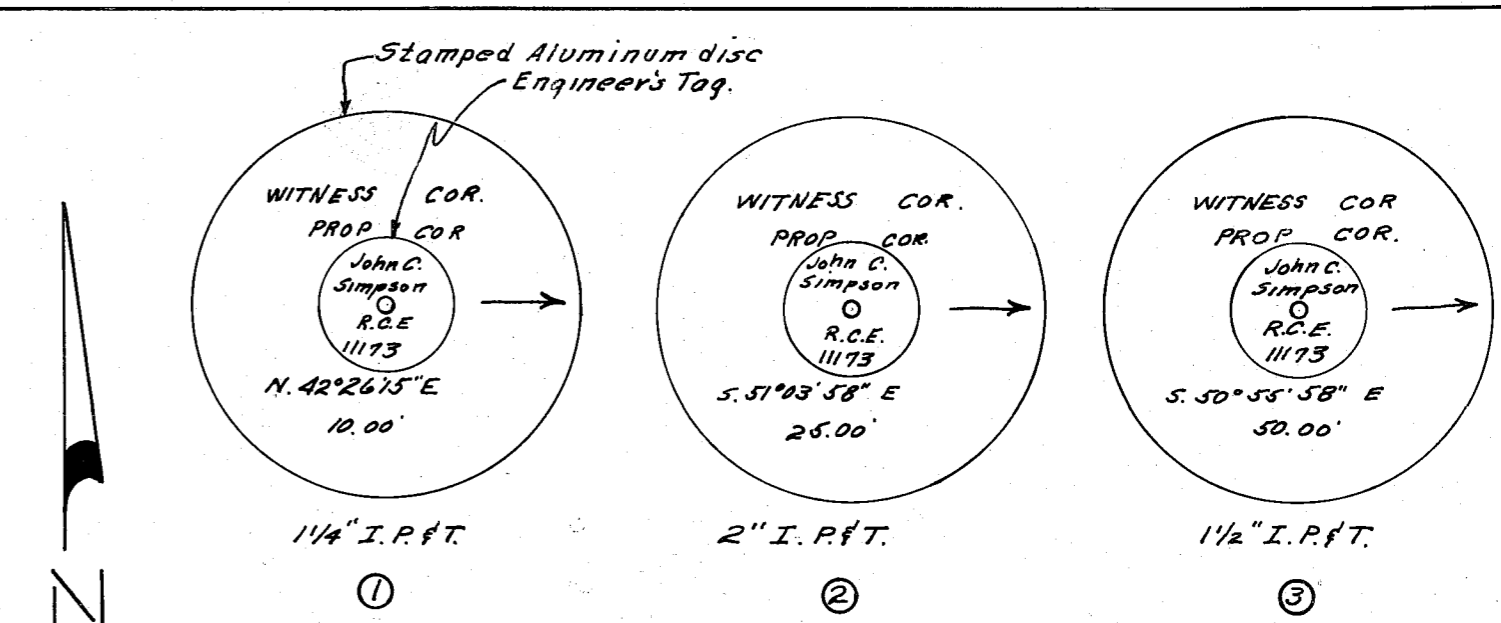 Stamped Aluminum disc
Engineer's Tag.
WITNESS COR.
PROP COR
John C.
Simpson
R.C.E
11173
N. 42°26'15"E
10.00'
1 1/4" I.P. & T.
1
WITNESS COR.
PROP COR.
John C.
Simpson
R.C.E.
11173
S. 51°03'58" E
25.00'
2" I.P. & T.
2
WITNESS COR
PROP COR.
John C.
Simpson
R.C.E.
11173
S. 50°55'58" E
50.00'
1 1/2" I.P. & T.
3
N